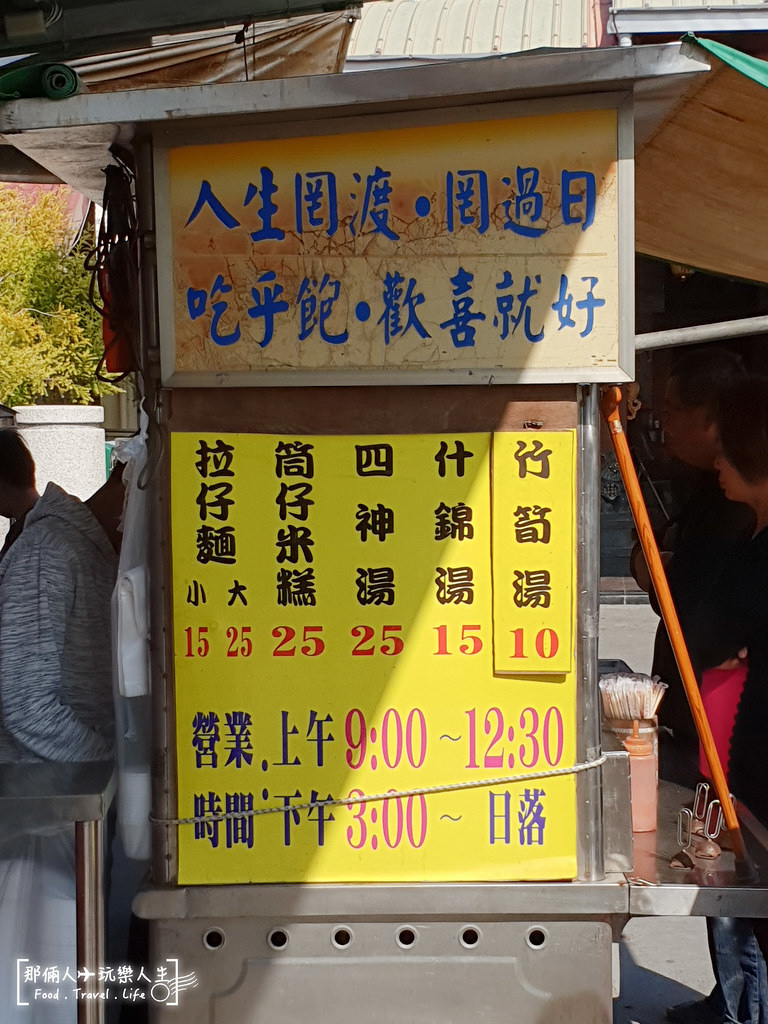 人生罔渡·罔過日
吃乎飽·歡喜就好
竹筍湯 10
什錦湯 15
四神湯 25
筒仔米糕 25
拉仔麵 小 15 大 25
營業時間:
上午9:00~12:30
下午3:00~日落
那倆人玩樂人生
Food . Travel . Life